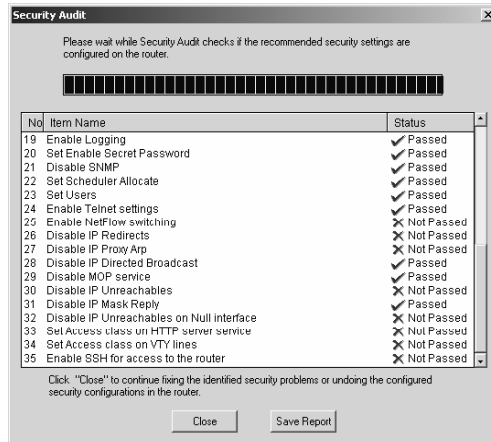 Security Audit
Please wait while Security Audit checks if the recommended security settings are
configured on the router.
No Item Name Status
19 Enable Logging Passed
20 Set Enable Secret Password Passed
21 Disable SNMP Passed
22 Set Scheduler Allocate Passed
23 Set Users Passed
24 Enable Telnet settings Passed
25 Enable NetFlow switching Not Passed
26 Disable IP Redirects Not Passed
27 Disable IP Proxy Arp Not Passed
28 Disable IP Directed Broadcast Passed
29 Disable MOP service Passed
30 Disable IP Unreachables Not Passed
31 Disable IP Mask Reply Passed
32 Disable IP Unreachables on Null interface Not Passed
33 Set Access class on HTTP server service Not Passed
34 Set Access class on VTY lines Not Passed
35 Enable SSH for access to the router Not Passed
Click "Close" to continue fixing the identified security problems or undoing the configured
security configurations in the router.
Close Save Report